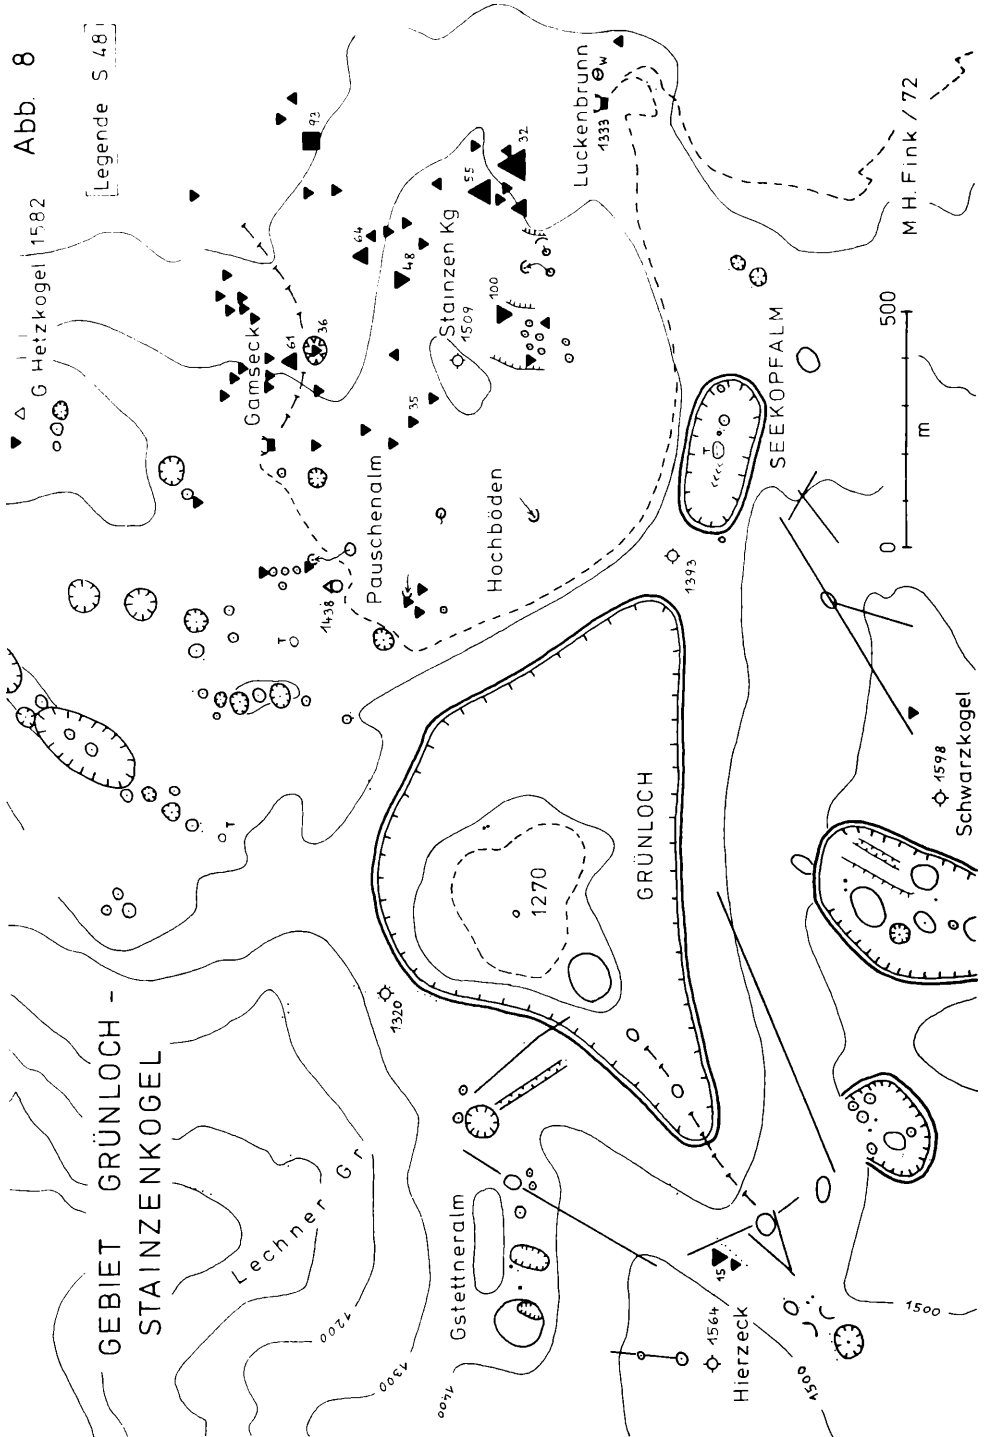 Abb. 8
Legende S. 48
GEBIET GRÜNLOCH -
STAINZENKOGEL
G Hetzkogel 1582
93
Gamseck
61
36
64
48
55
32
Stainzen Kg
1509
100
35
Luckenbrunn
1333
W
Pauschenalm
Hochböden
1438
T
T
T
1393
SEEKOPFALM
GRÜNLOCH
1270
1320
Lechner Gr
1200
1300
1400
Gstettneralm
15
1564
Hierzeck
1500
1500
1598
Schwarzkogel
0
500
m
M.H. Fink / 72